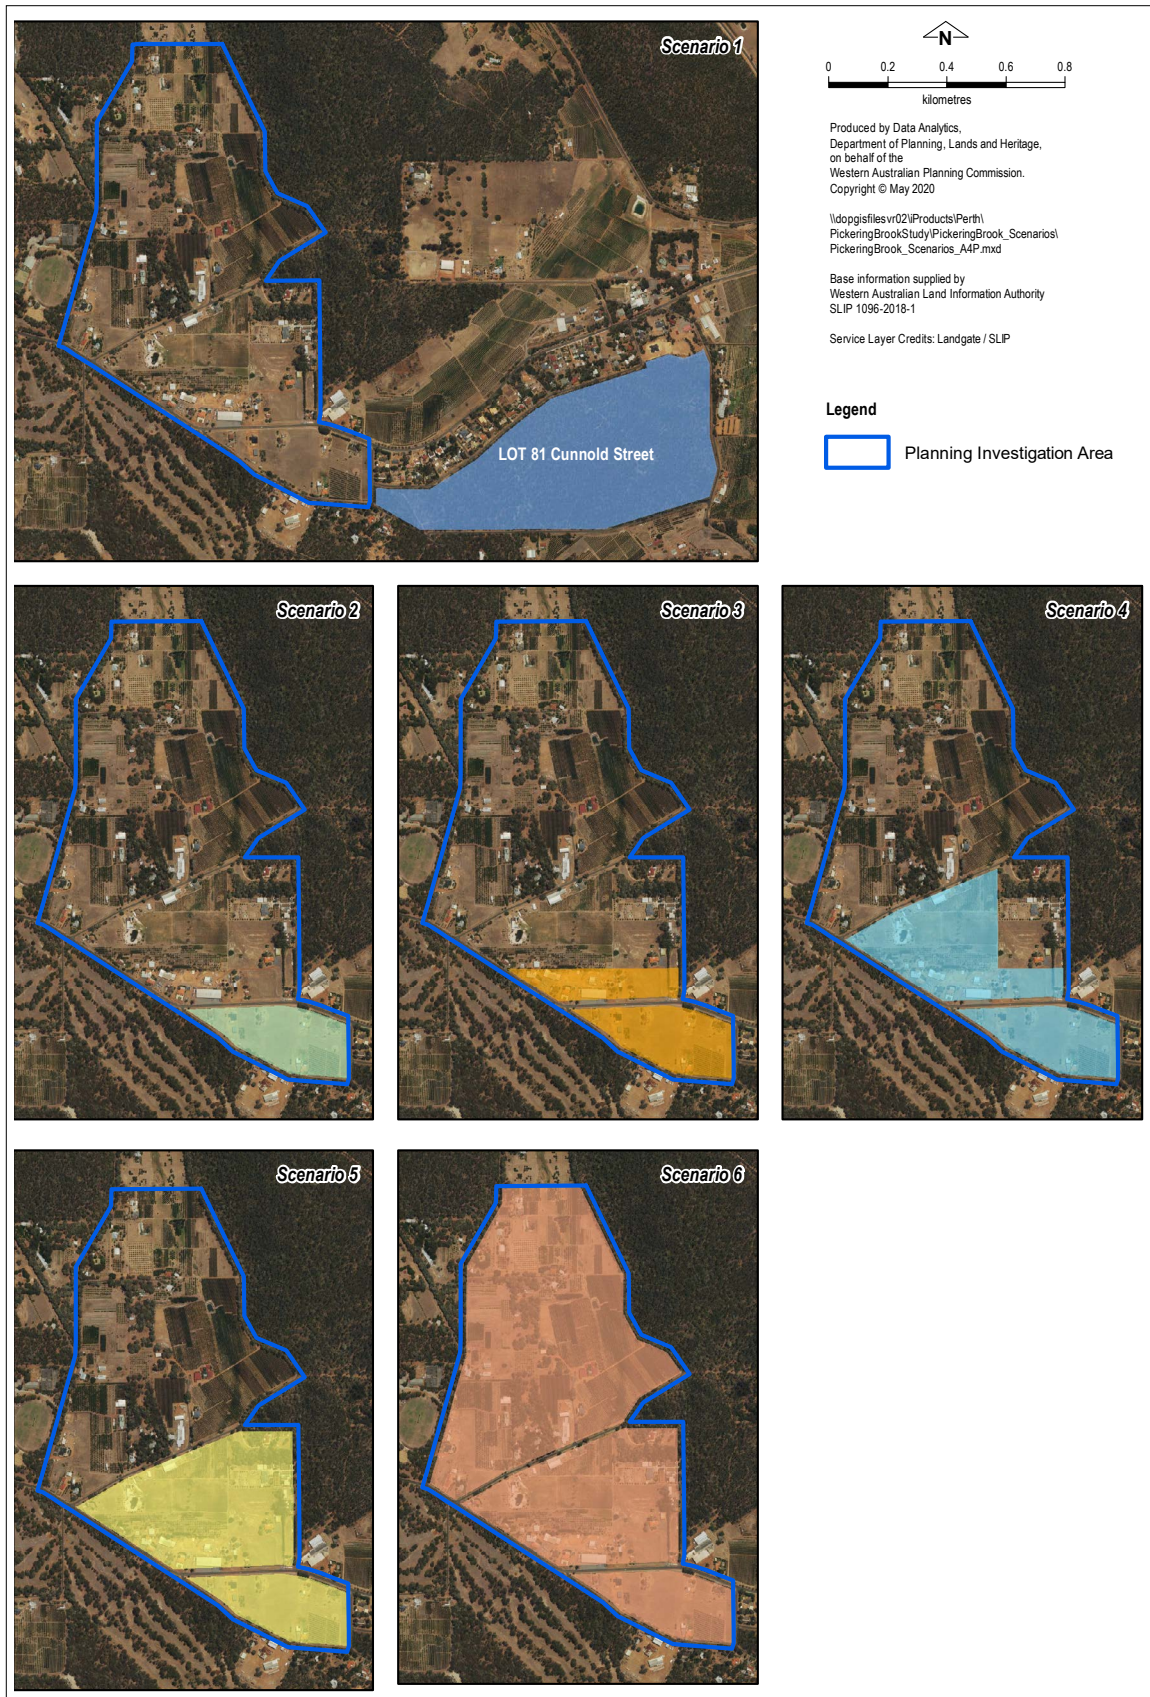 Scenario 1
LOT 81 Cunnold Street
N
0 0.2 0.4 0.6 0.8
kilometres
Produced by Data Analytics,
Department of Planning, Lands and Heritage,
on behalf of the
Western Australian Planning Commission.
Copyright © May 2020
\\dopgisfilesvr02\iProducts\Perth\
PickeringBrookStudy\PickeringBrook_Scenarios\
PickeringBrook_Scenarios_A4P.mxd
Base information supplied by
Western Australian Land Information Authority
SLIP 1096-2018-1
Service Layer Credits: Landgate / SLIP
Legend
Planning Investigation Area
Scenario 2
Scenario 3
Scenario 4
Scenario 5
Scenario 6